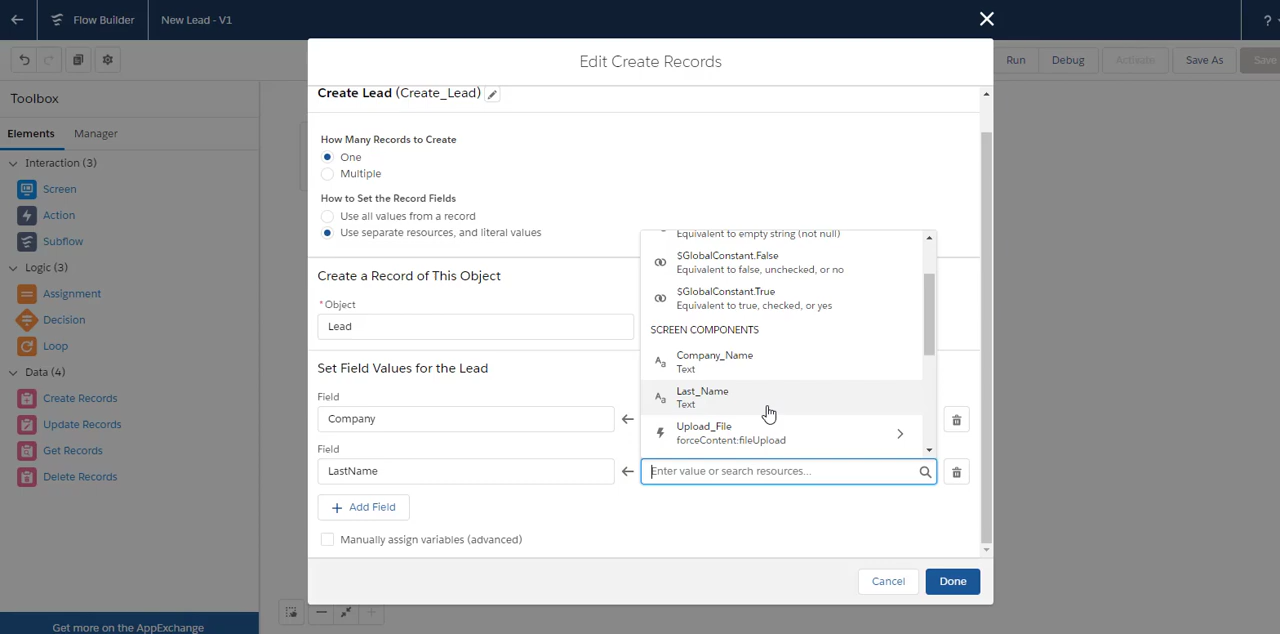 Flow Builder
New Lead - V1
?
Edit Create Records
Run
Debug
Activate
Save As
Save
Toolbox
Elements
Manager
Interaction (3)
Screen
Action
Subflow
Logic (3)
Assignment
Decision
Loop
Data (4)
Create Records
Update Records
Get Records
Delete Records
Get more on the AppExchange
Create Lead (Create_Lead)
How Many Records to Create
One
Multiple
How to Set the Record Fields
Use all values from a record
Use separate resources, and literal values
Create a Record of This Object
* Object
Lead
Set Field Values for the Lead
Field
Company
Field
LastName
Equivalent to empty string (not null)
$GlobalConstant.False
Equivalent to false, unchecked, or no
$GlobalConstant.True
Equivalent to true, checked, or yes
SCREEN COMPONENTS
Aa Company_Name
Text
Aa Last_Name
Text
Upload_File
forceContent:fileUpload
Enter value or search resources...
+ Add Field
Manually assign variables (advanced)
Cancel
Done